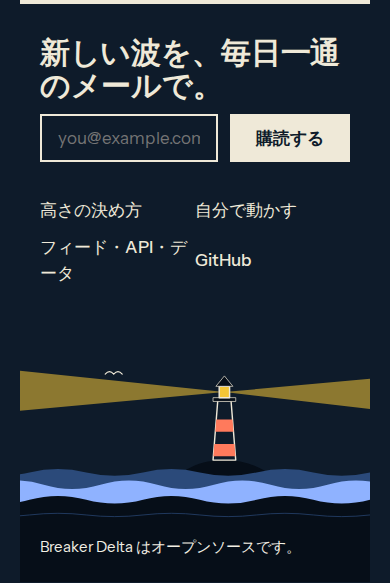 新しい波を、毎日一通
のメールで。
you@example.con
購読する
高さの決め方
自分で動かす
フィード・API・デ
ータ
GitHub
Breaker Delta はオープンソースです。